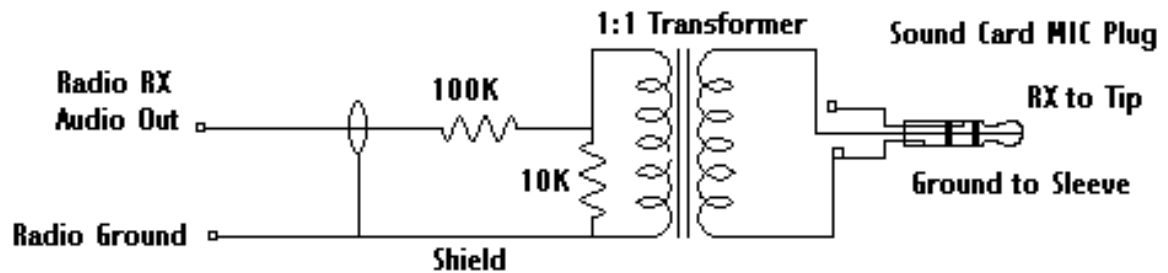 1:1 Transformer
Sound Card MIC Plug
Radio RX
Audio Out
100K
RX to Tip
10K
Ground to Sleeve
Radio Ground
Shield